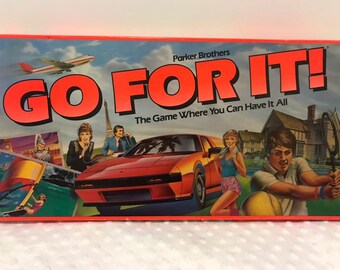 Parker Brothers
GO FOR IT!
The Game Where You Can Have It All